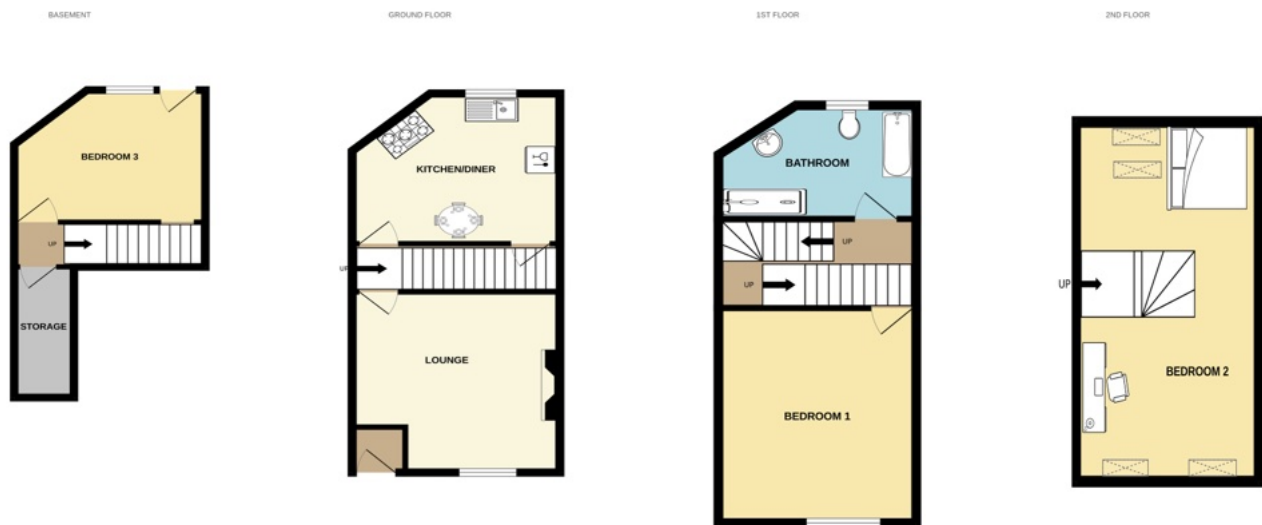 BASEMENT
GROUND FLOOR
1ST FLOOR
2ND FLOOR
BEDROOM 3
UP
STORAGE
KITCHEN/DINER
UP
LOUNGE
BATHROOM
UP
UP
BEDROOM 1
UP
BEDROOM 2